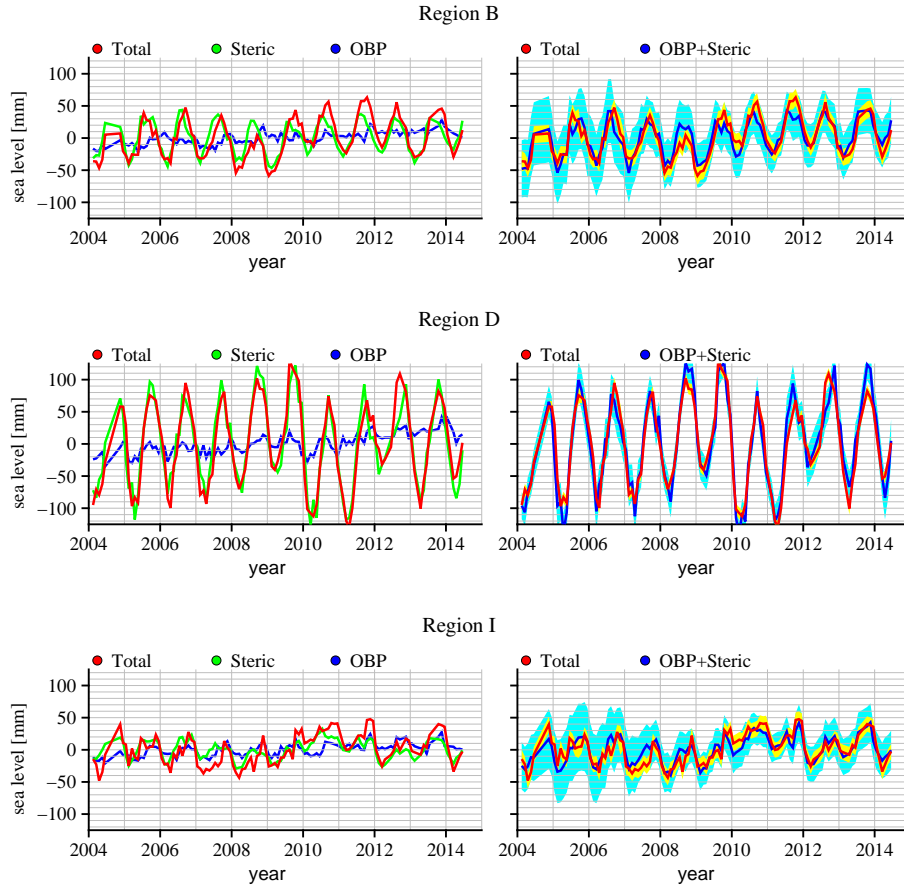 Region B
Total Steric OBP
Total OBP+Steric
sea level [mm]
100
50
0
−50
−100
2004 2006 2008 2010 2012 2014
year
2004 2006 2008 2010 2012 2014
year
Region D
Total Steric OBP
Total OBP+Steric
sea level [mm]
100
50
0
−50
−100
2004 2006 2008 2010 2012 2014
year
2004 2006 2008 2010 2012 2014
year
Region I
Total Steric OBP
Total OBP+Steric
sea level [mm]
100
50
0
−50
−100
2004 2006 2008 2010 2012 2014
year
2004 2006 2008 2010 2012 2014
year